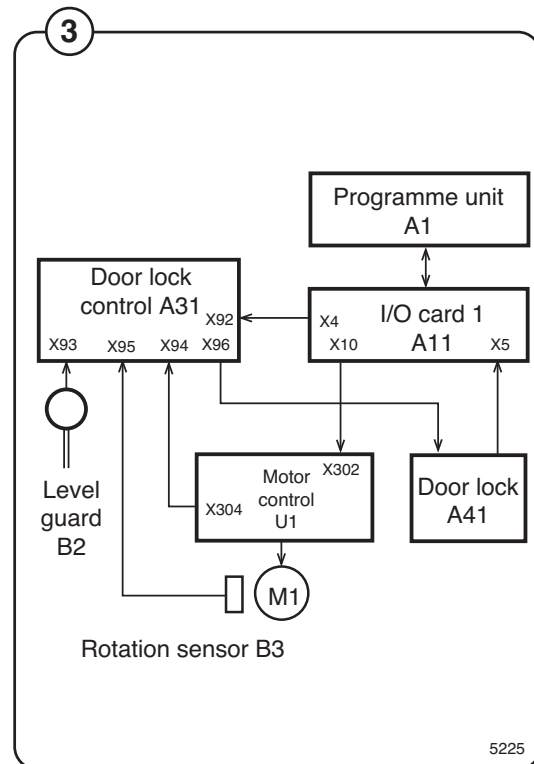 3
Programme unit
A1
Door lock
control A31
X92
X93
X95
X94
X96
I/O card 1
A11
X4
X10
X5
Level
guard
B2
X302
Motor
control
U1
X304
Door lock
A41
M1
Rotation sensor B3
5225